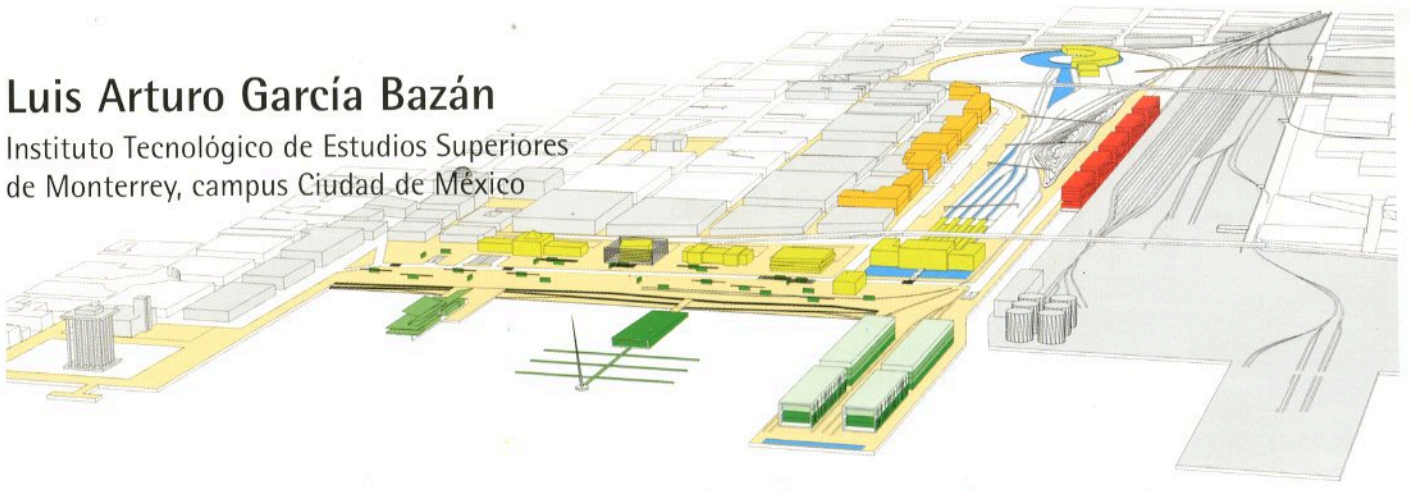 Luis Arturo García Bazán
Instituto Tecnológico de Estudios Superiores
de Monterrey, campus Ciudad de México